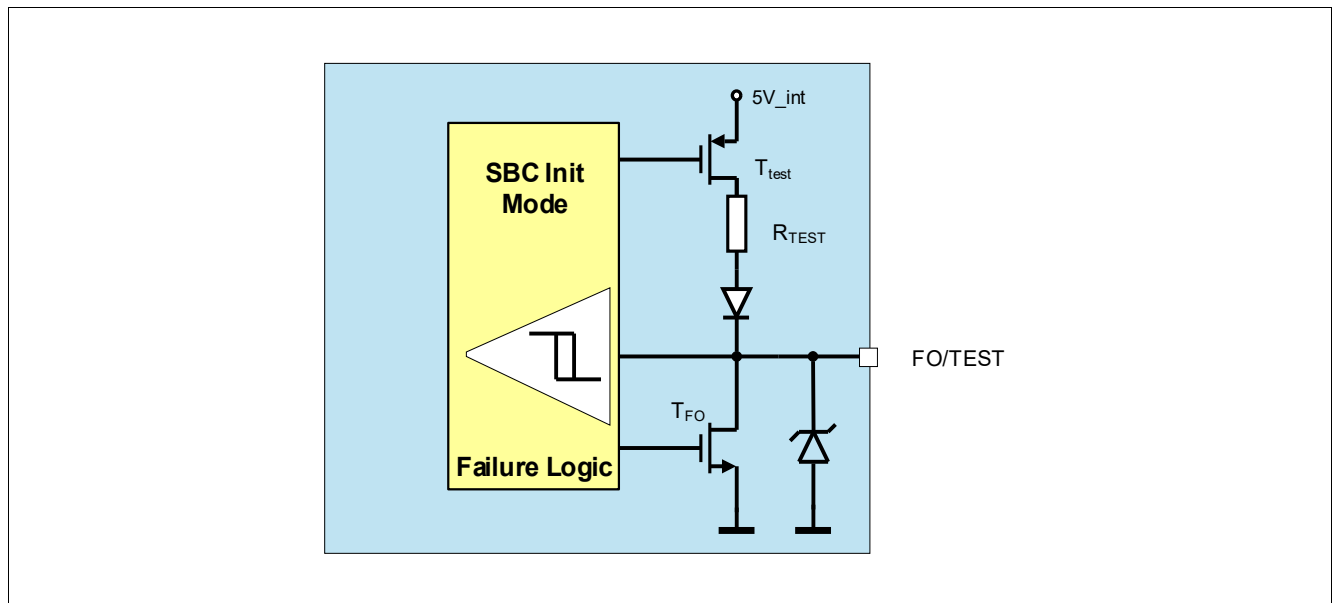 5V_int
SBC Init
Mode
Ttest
RTEST
FO/TEST
TFO
Failure Logic